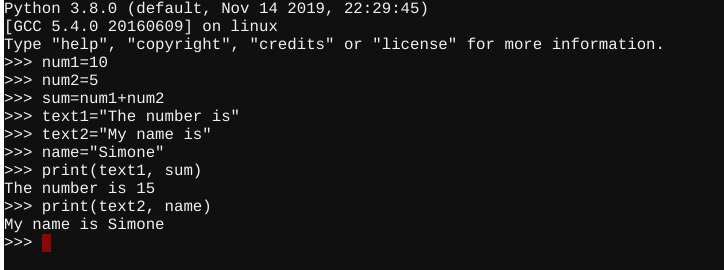 Python 3.8.0 (default, Nov 14 2019, 22:29:45)
[GCC 5.4.0 20160609] on linux
Type "help", "copyright", "credits" or "license" for more information.
>>> num1=10
>>> num2=5
>>> sum=num1+num2
>>> text1="The number is"
>>> text2="My name is"
>>> name="Simone"
>>> print(text1, sum)
The number is 15
>>> print(text2, name)
My name is Simone
>>>